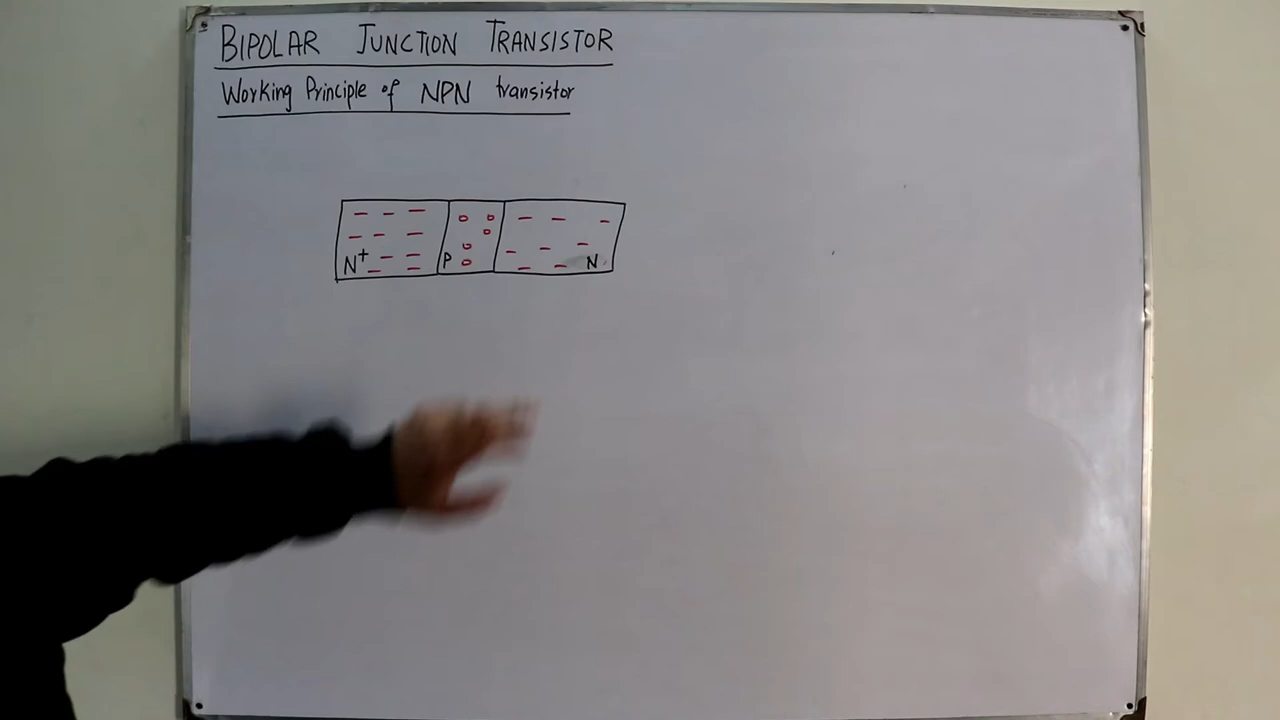 BIPOLAR JUNCTION TRANSISTOR
Working Principle of NPN transistor
N+ P N